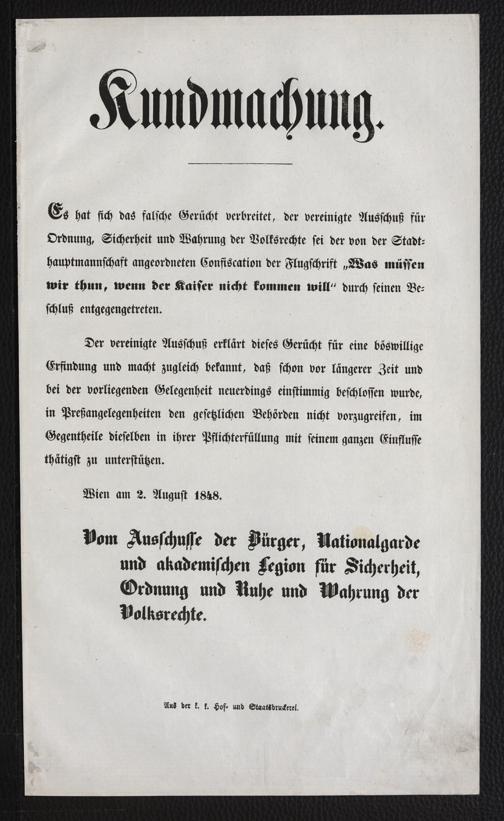 Kundmachung.
Es hat sich das falsche Gerücht verbreitet, der vereinigte Ausschuß für
Ordnung, Sicherheit und Wahrung der Volksrechte sei der von der Stadt-
hauptmannschaft angeordneten Confiscation der Flugschrift „Was müssen
wir thun, wenn der Kaiser nicht kommen will“ durch seinen Be-
schluß entgegengetreten.
Der vereinigte Ausschuß erklärt dieses Gerücht für eine böswillige
Erfindung und macht zugleich bekannt, daß schon vor längerer Zeit und
bei der vorliegenden Gelegenheit neuerdings einstimmig beschlossen wurde,
in Preßangelegenheiten den gesetzlichen Behörden nicht vorzugreifen, im
Gegentheile dieselben in ihrer Pflichterfüllung mit seinem ganzen Einflusse
thätigst zu unterstützen.
Wien am 2. August 1848.
Vom Ausschusse der Bürger, Nationalgarde
und akademischen Legion für Sicherheit,
Ordnung und Ruhe und Wahrung der
Volksrechte.
Aus der k. k. Hof- und Staatsdruckerei.